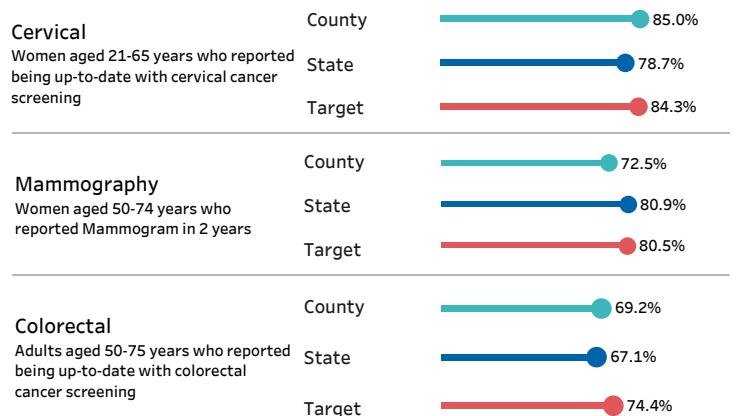 Cervical
Women aged 21-65 years who reported
being up-to-date with cervical cancer
screening
County
85.0%
State
78.7%
Target
84.3%
Mammography
Women aged 50-74 years who
reported Mammogram in 2 years
County
72.5%
State
80.9%
Target
80.5%
Colorectal
Adults aged 50-75 years who reported
being up-to-date with colorectal
cancer screening
County
69.2%
State
67.1%
Target
74.4%